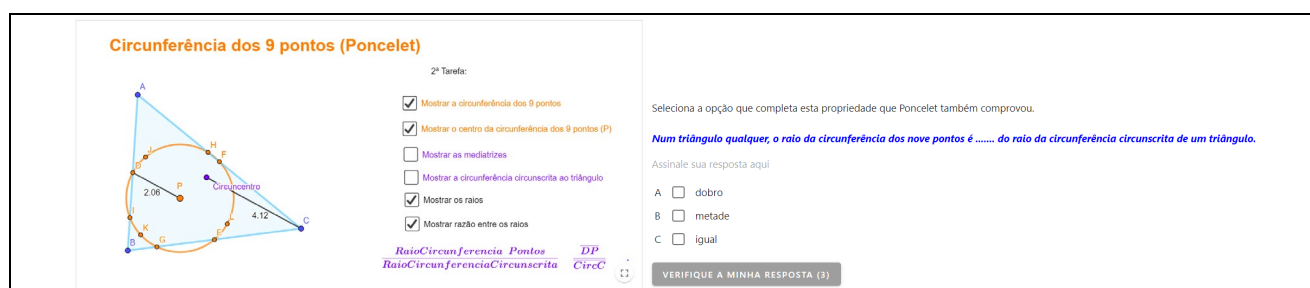 Circunferência dos 9 pontos (Poncelet)
2ª Tarefa:
Mostrar a circunferência dos 9 pontos
Mostrar o centro da circunferência dos 9 pontos (P)
Mostrar as mediatrizes
Mostrar a circunferência circunscrita ao triângulo
Mostrar os raios
Mostrar razão entre os raios
RaioCircunferencia Pontos
RaioCircunferenciaCircunscrita
DP
CircC
A
H
J
F
D
P
Circuncentro
2.06
4.12
I
L
C
K
E
B
G
Seleciona a opção que completa esta propriedade que Poncelet também comprovou.
Num triângulo qualquer, o raio da circunferência dos nove pontos é ....... do raio da circunferência circunscrita de um triângulo.
Assinale sua resposta aqui
A dobro
B metade
C igual
VERIFIQUE A MINHA RESPOSTA (3)